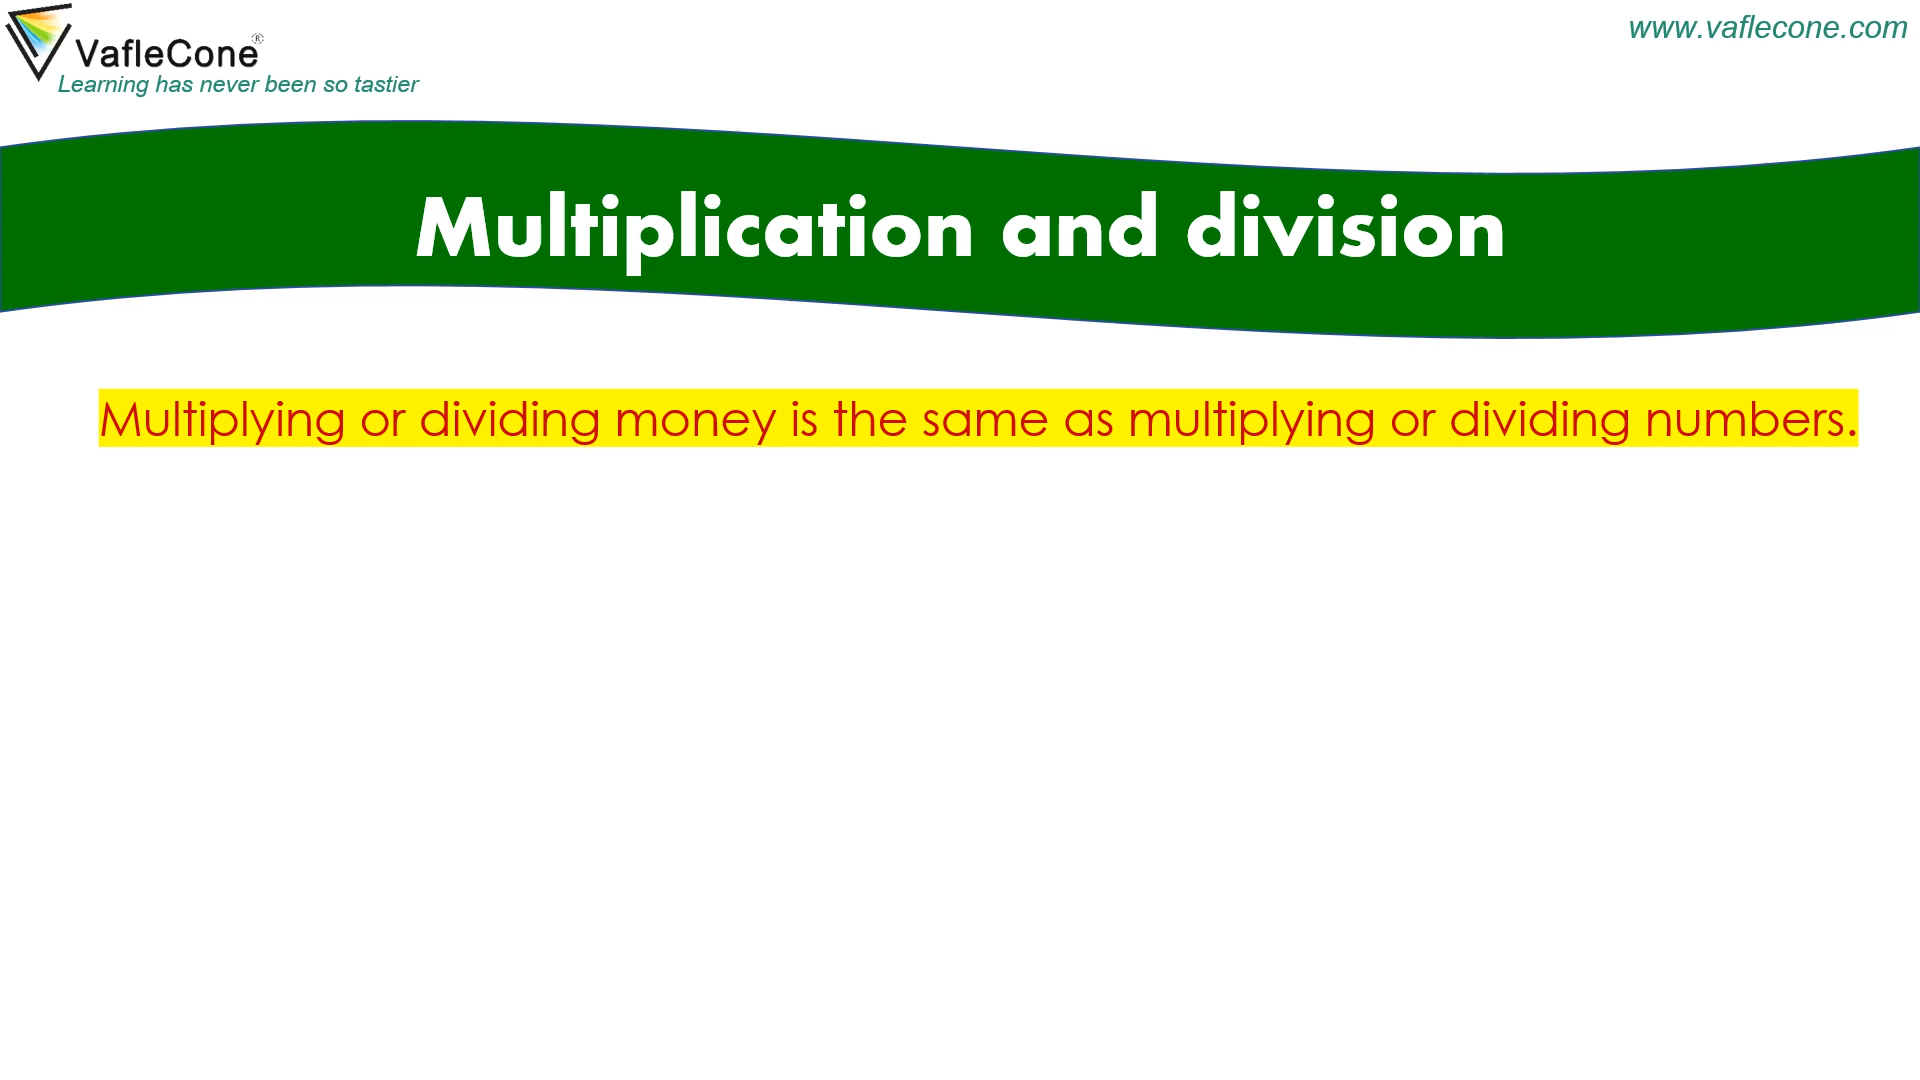 VafleCone®
Learning has never been so tastier
www.vaflecone.com
Multiplication and division
Multiplying or dividing money is the same as multiplying or dividing numbers.